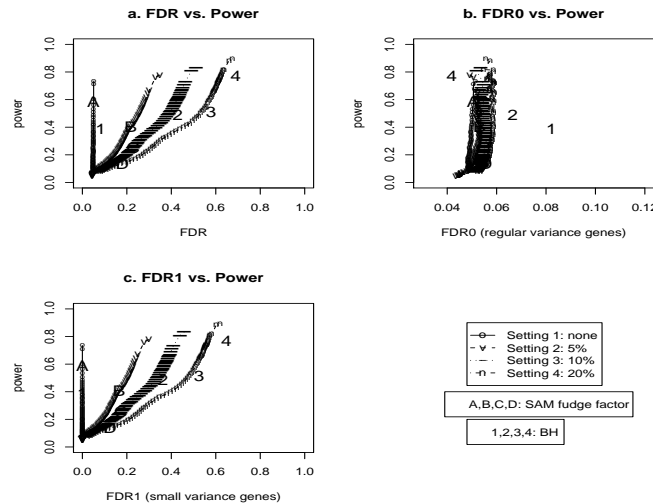 a. FDR vs. Power
power
0.0 0.2 0.4 0.6 0.8 1.0
A
1
B
D
2
3
4
0.0 0.2 0.4 0.6 0.8 1.0
FDR
b. FDR0 vs. Power
power
0.0 0.2 0.4 0.6 0.8 1.0
4
A
2
1
0.04 0.06 0.08 0.10 0.12
FDR0 (regular variance genes)
c. FDR1 vs. Power
power
0.0 0.2 0.4 0.6 0.8 1.0
A
B
D
2
3
4
0.0 0.2 0.4 0.6 0.8 1.0
FDR1 (small variance genes)
Setting 1: none
Setting 2: 5%
Setting 3: 10%
Setting 4: 20%
A,B,C,D: SAM fudge factor
1,2,3,4: BH